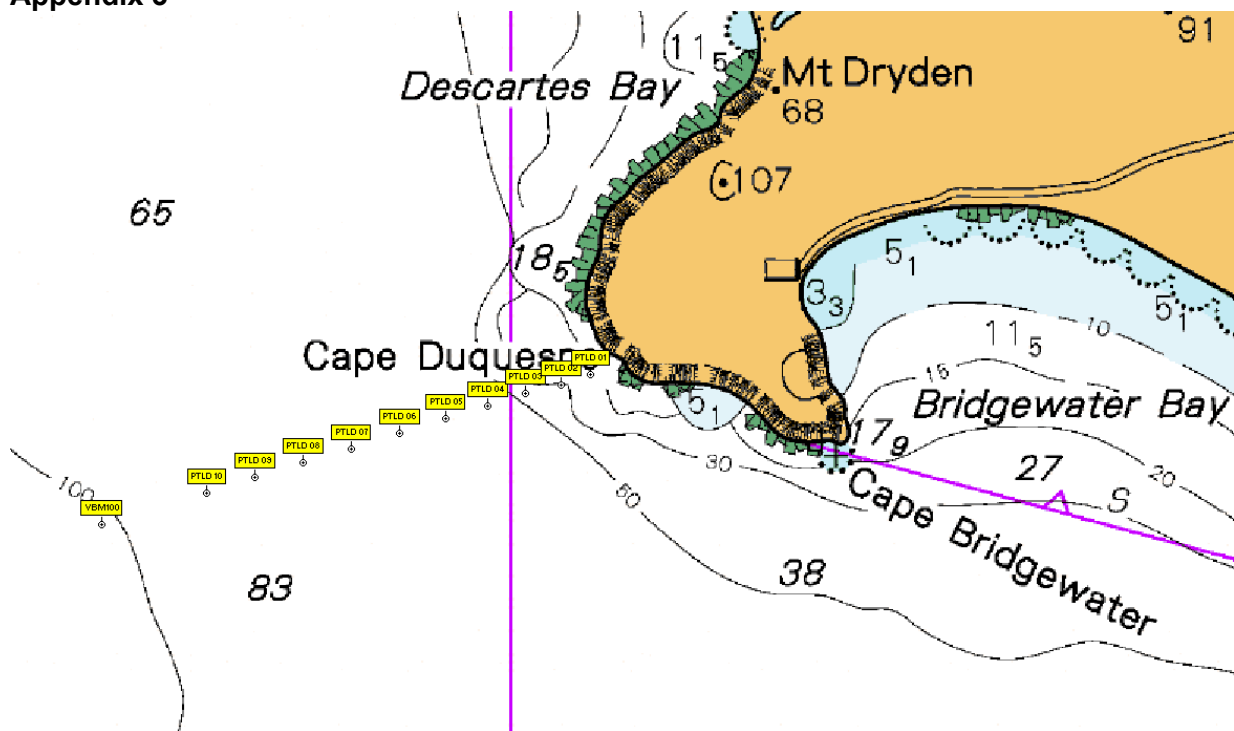 11₅
91
Descartes Bay
Mt Dryden
68
107
65
18₅
5₁
3₃
5₁
11₅
10
Cape Duquesne
PTLD 01
PTLD 02
PTLD 03
PTLD 04
PTLD 05
PTLD 06
PTLD 07
PTLD 08
PTLD 09
PTLD 10
VBM100
5₁
15
Bridgewater Bay
17₉
30
27
20
S
100
50
Cape Bridgewater
83
38